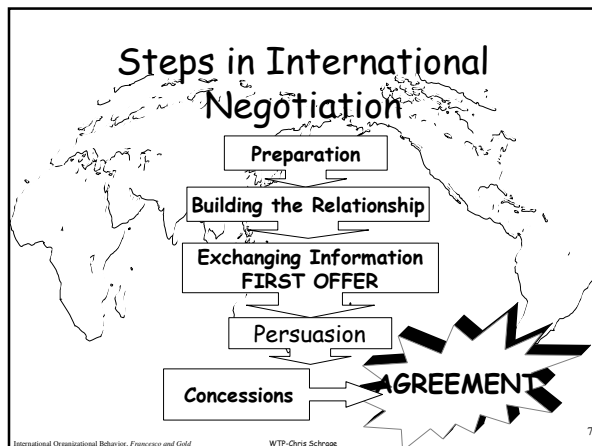 Steps in International
Negotiation
Preparation
Building the Relationship
Exchanging Information
FIRST OFFER
Persuasion
Concessions
AGREEMENT
International Organizational Behavior, Francesco and Gold
WTP-Chris Schrage
7